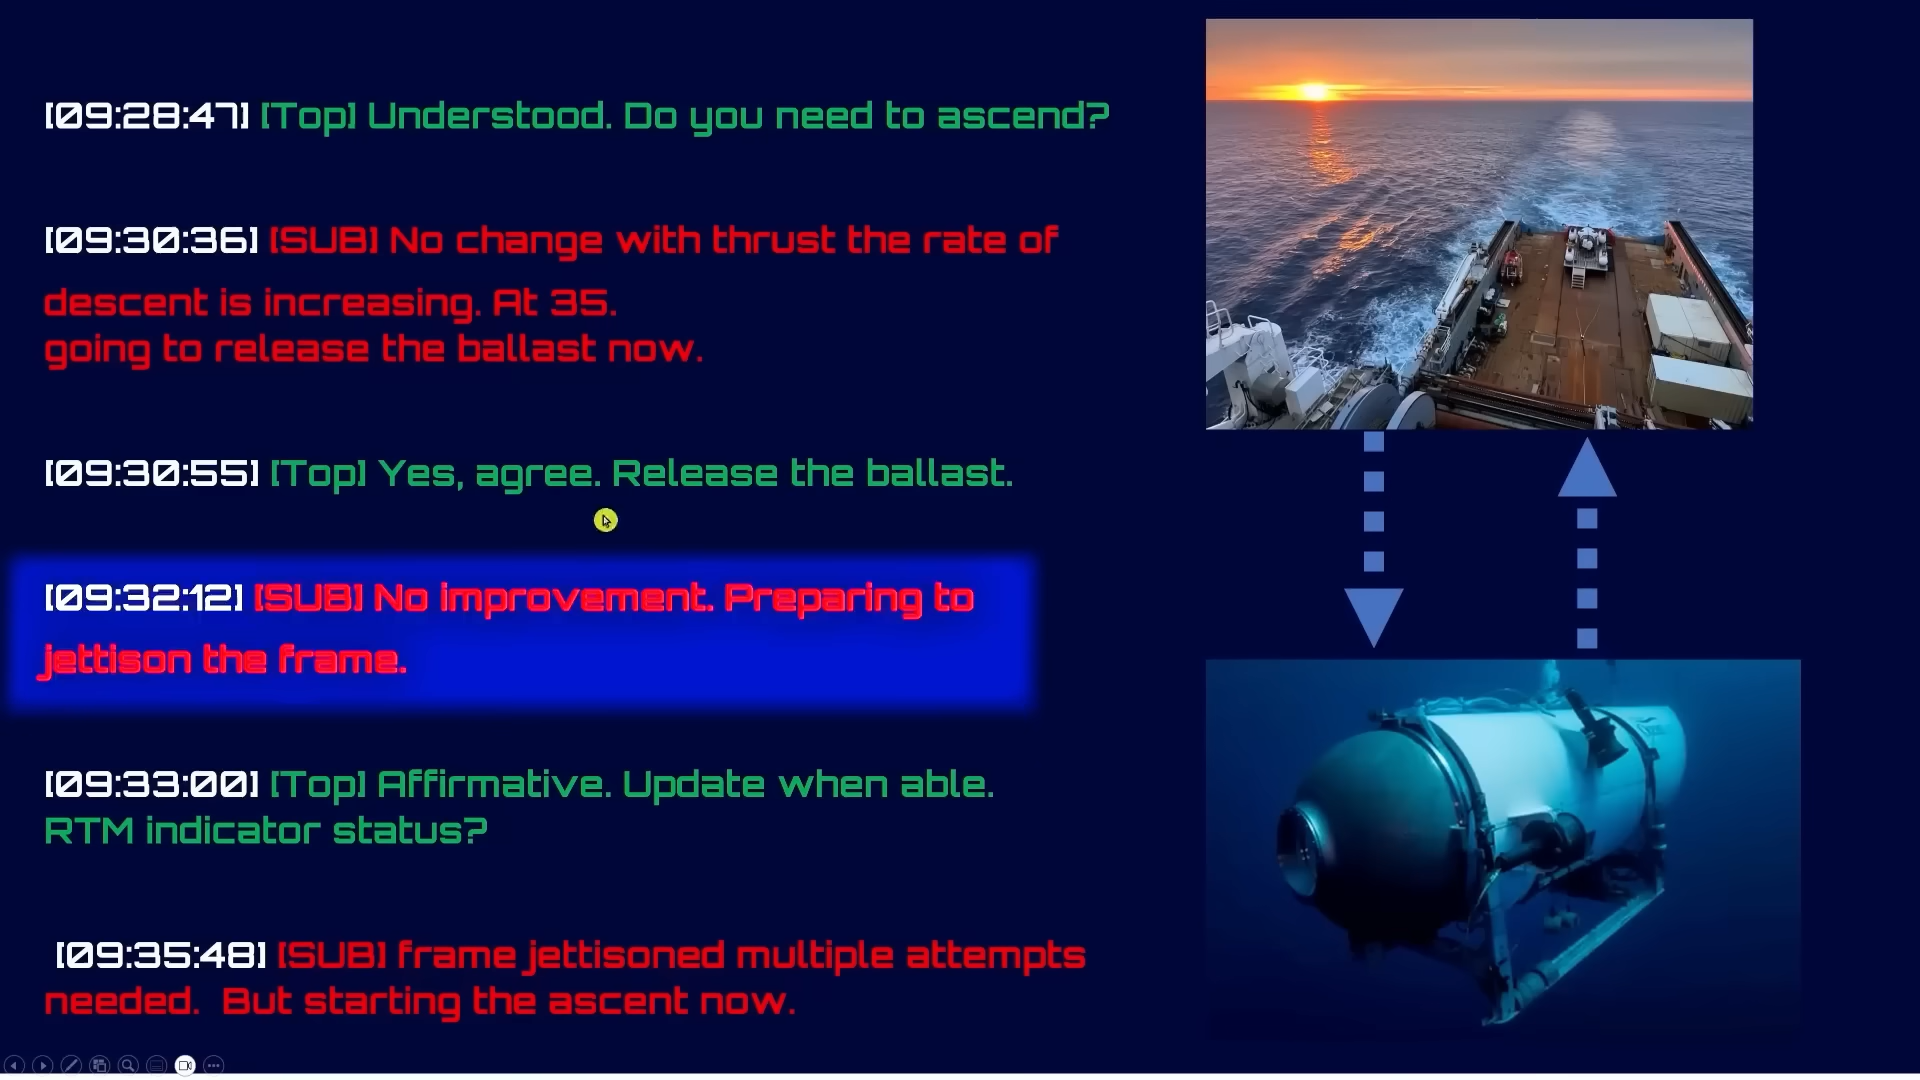 [09:28:47] [Top] Understood. Do you need to ascend?
[09:30:36] [SUB] No change with thrust the rate of
descent is increasing. At 35.
going to release the ballast now.
[09:30:55] [Top] Yes, agree. Release the ballast.
[09:32:12] [SUB] No improvement. Preparing to
jettison the frame.
[09:33:00] [Top] Affirmative. Update when able.
RTM indicator status?
[09:35:48] [SUB] frame jettisoned multiple attempts
needed. But starting the ascent now.